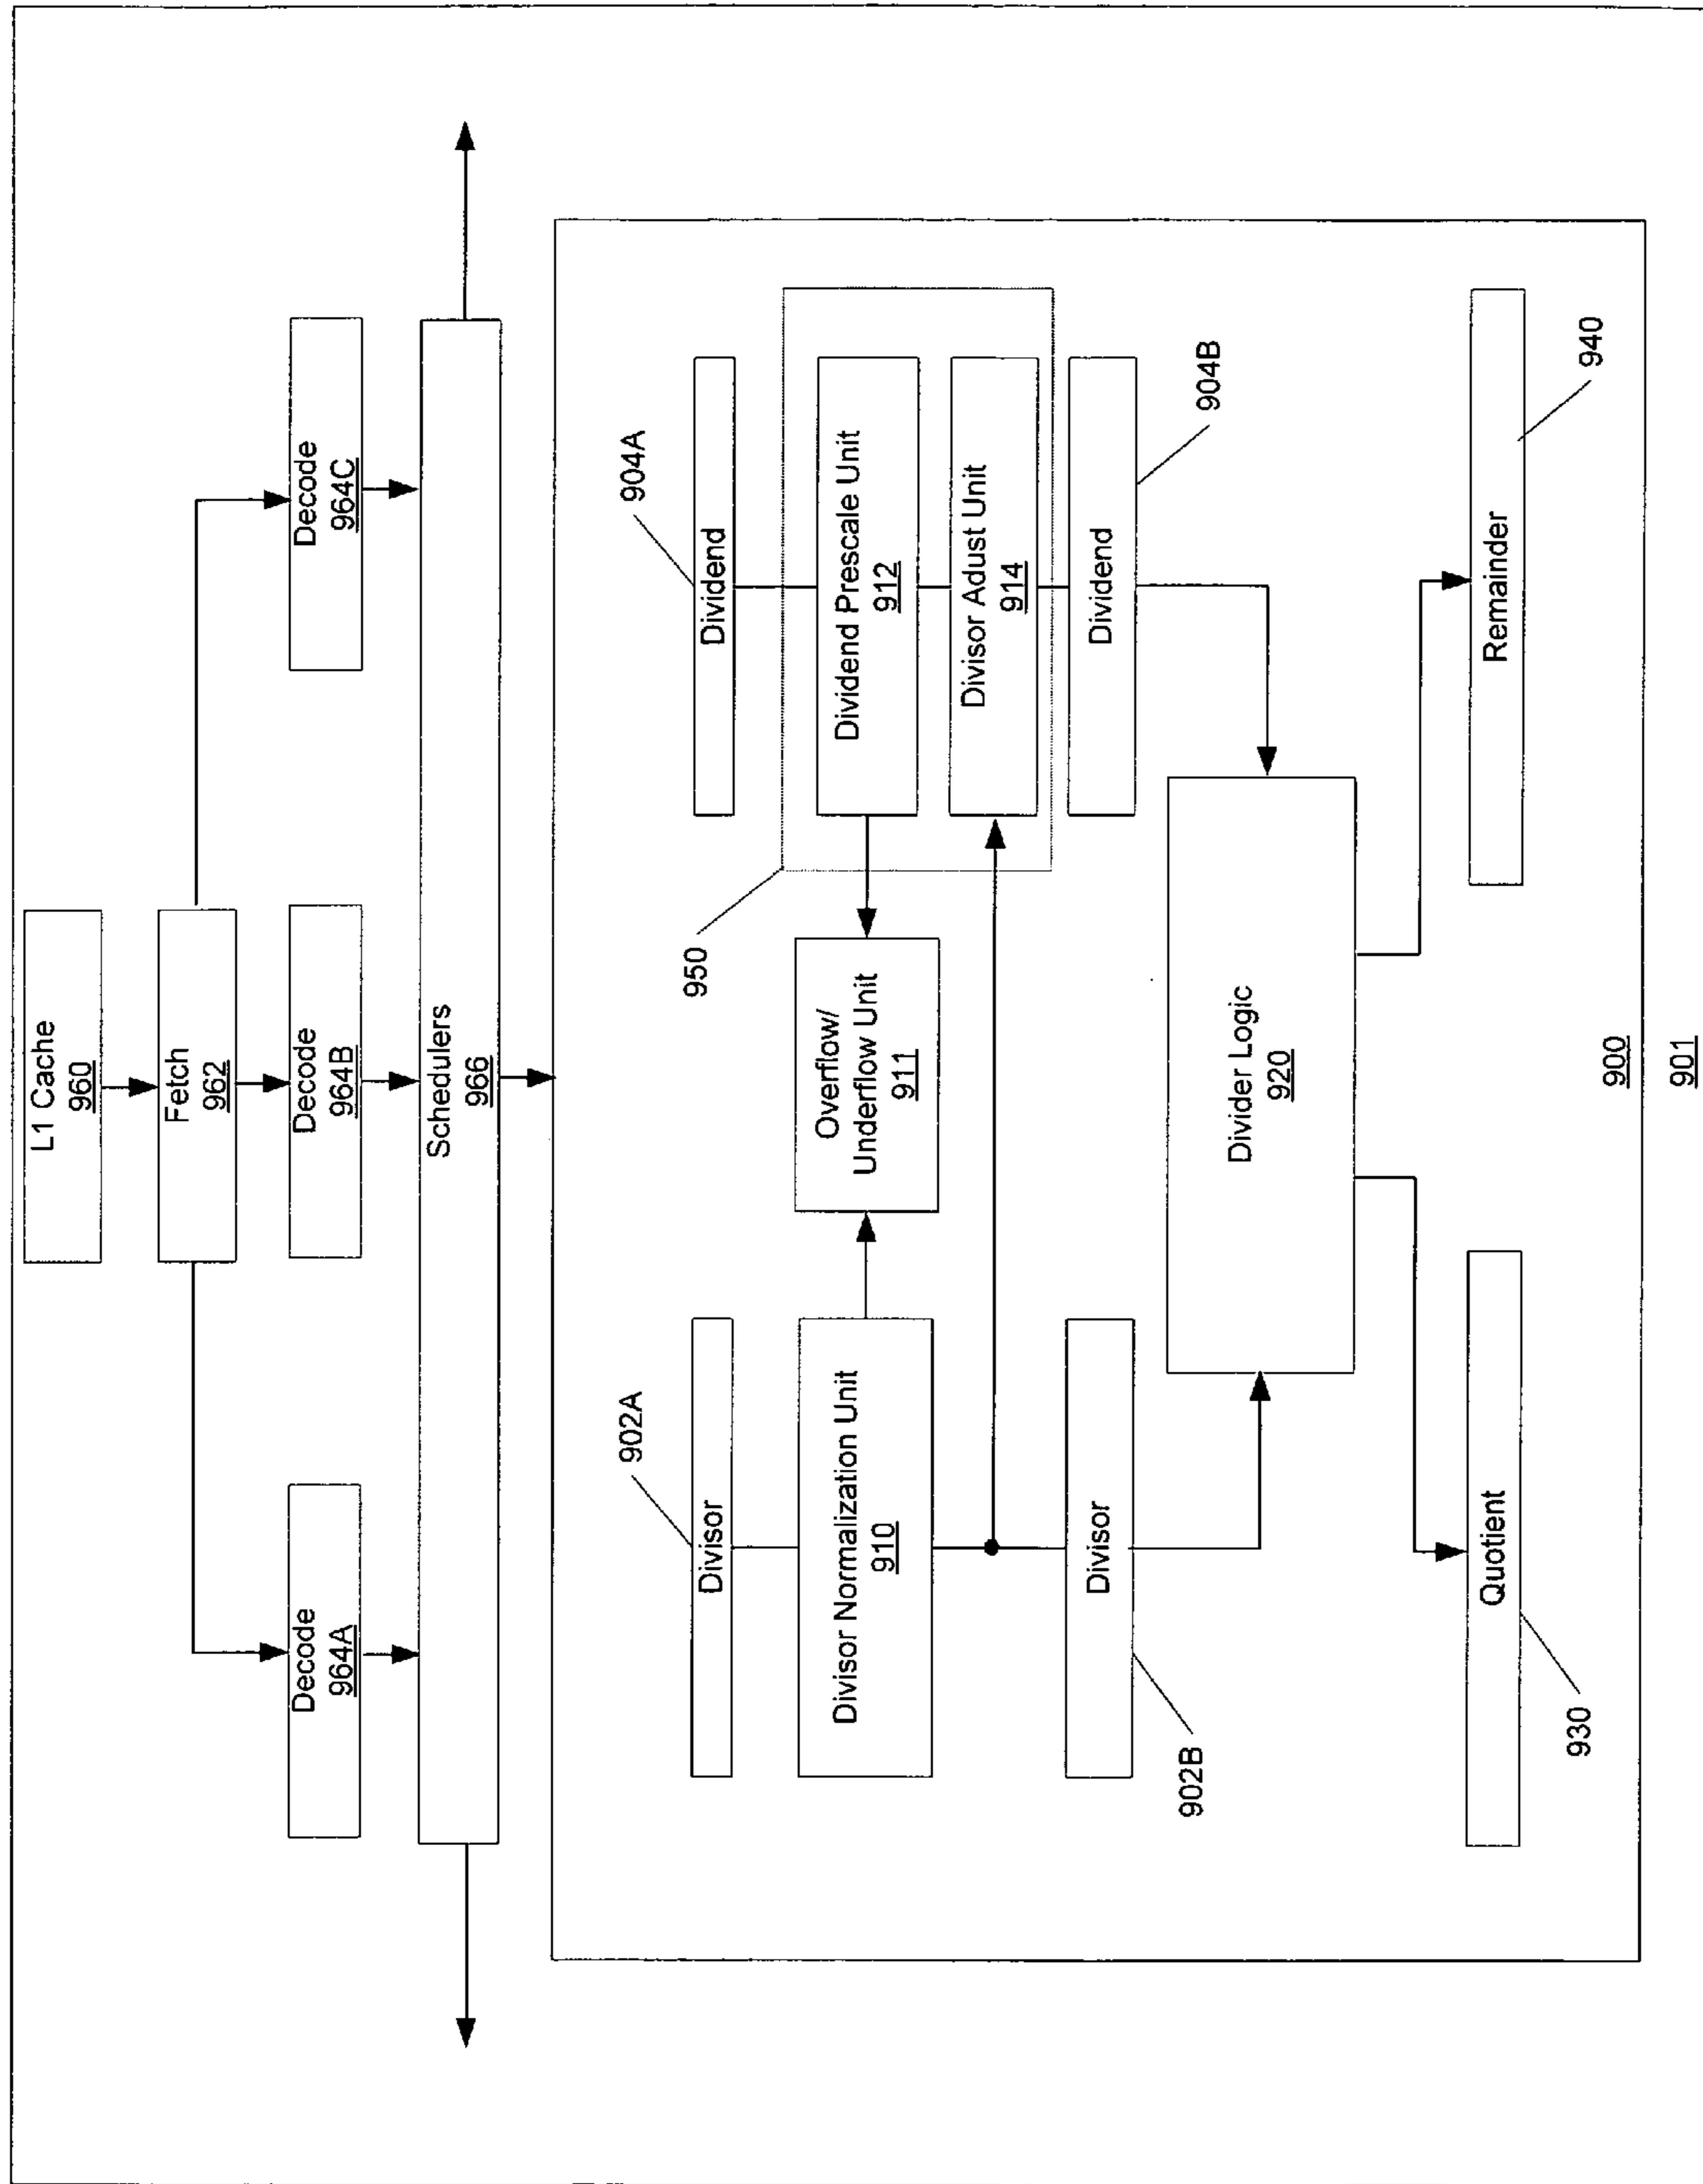 L1 Cache
960
Fetch
962
Decode
964A
Decode
964B
Decode
964C
Schedulers
966
902A
904A
Divisor
Dividend
950
Divisor Normalization Unit
910
Overflow/
Underflow Unit
911
Dividend Prescale Unit
912
Divisor Adust Unit
914
Divisor
Dividend
902B
904B
Divider Logic
920
Quotient
Remainder
930
940
900
901